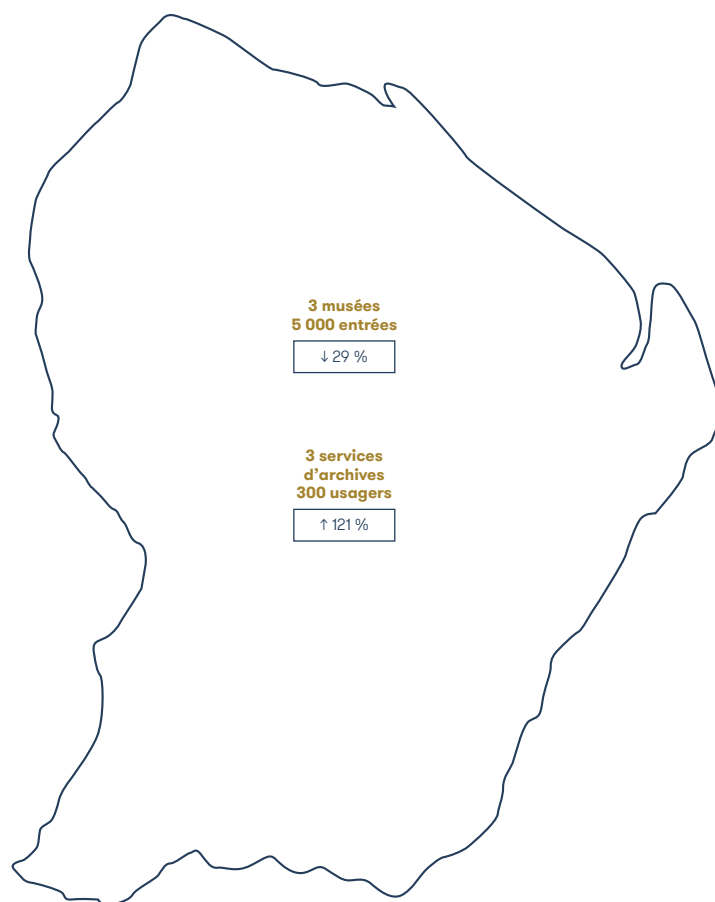 3 musées
5 000 entrées
↓ 29 %
3 services
d’archives
300 usagers
↑ 121 %